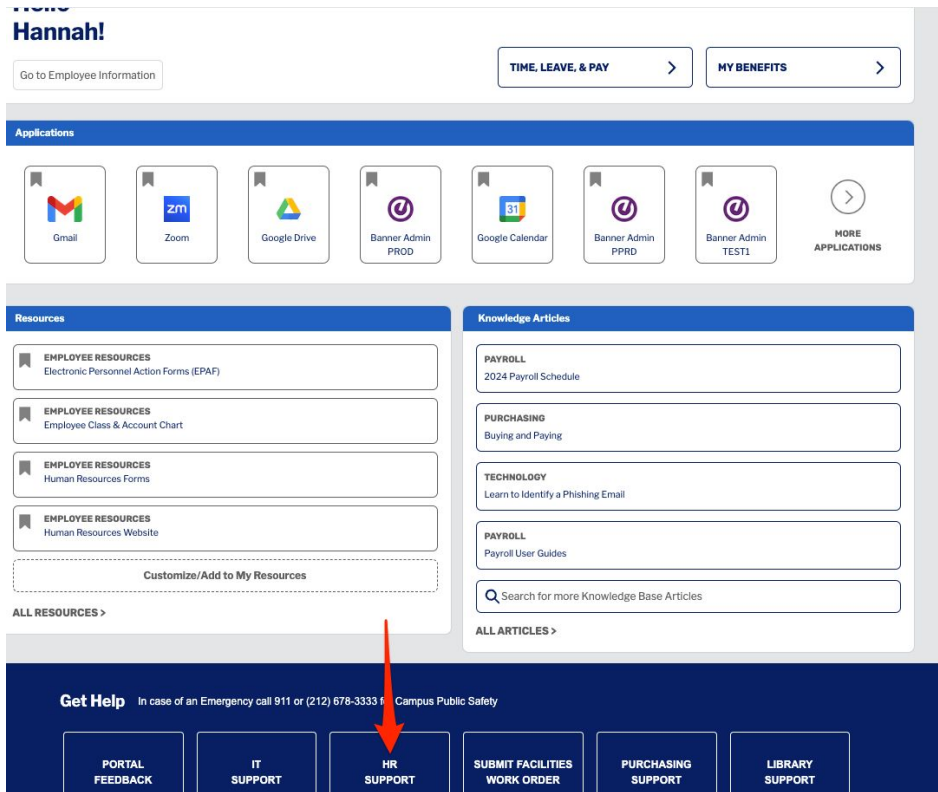 Hello
Hannah!
Go to Employee Information
TIME, LEAVE, & PAY
MY BENEFITS
Applications
Gmail
zm
Zoom
Google Drive
Banner Admin
PROD
31
Google Calendar
Banner Admin
PPRD
Banner Admin
TEST1
MORE
APPLICATIONS
Resources
EMPLOYEE RESOURCES
Electronic Personnel Action Forms (EPAF)
EMPLOYEE RESOURCES
Employee Class & Account Chart
EMPLOYEE RESOURCES
Human Resources Forms
EMPLOYEE RESOURCES
Human Resources Website
Customize/Add to My Resources
ALL RESOURCES >
Knowledge Articles
PAYROLL
2024 Payroll Schedule
PURCHASING
Buying and Paying
TECHNOLOGY
Learn to Identify a Phishing Email
PAYROLL
Payroll User Guides
Search for more Knowledge Base Articles
ALL ARTICLES >
Get Help In case of an Emergency call 911 or (212) 678-3333 Campus Public Safety
PORTAL
FEEDBACK
IT
SUPPORT
HR
SUPPORT
SUBMIT FACILITIES
WORK ORDER
PURCHASING
SUPPORT
LIBRARY
SUPPORT